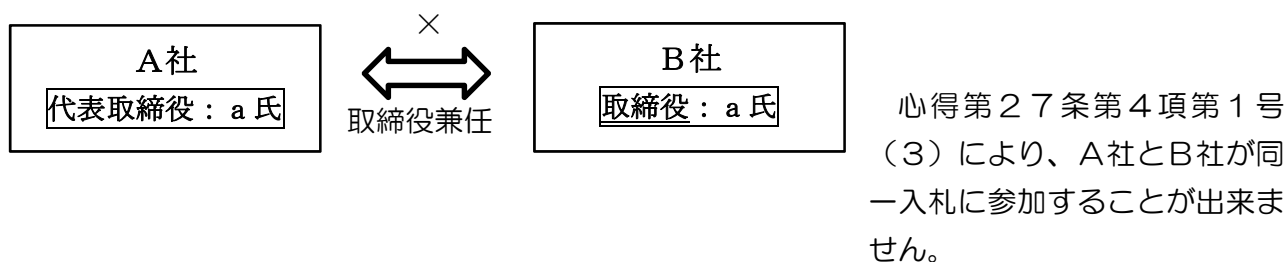 A社
代表取締役：a氏
×
取締役兼任
B社
取締役：a氏
心得第２７条第４項第１号
（３）により、A社とB社が同
一入札に参加することが出来ま
せん。